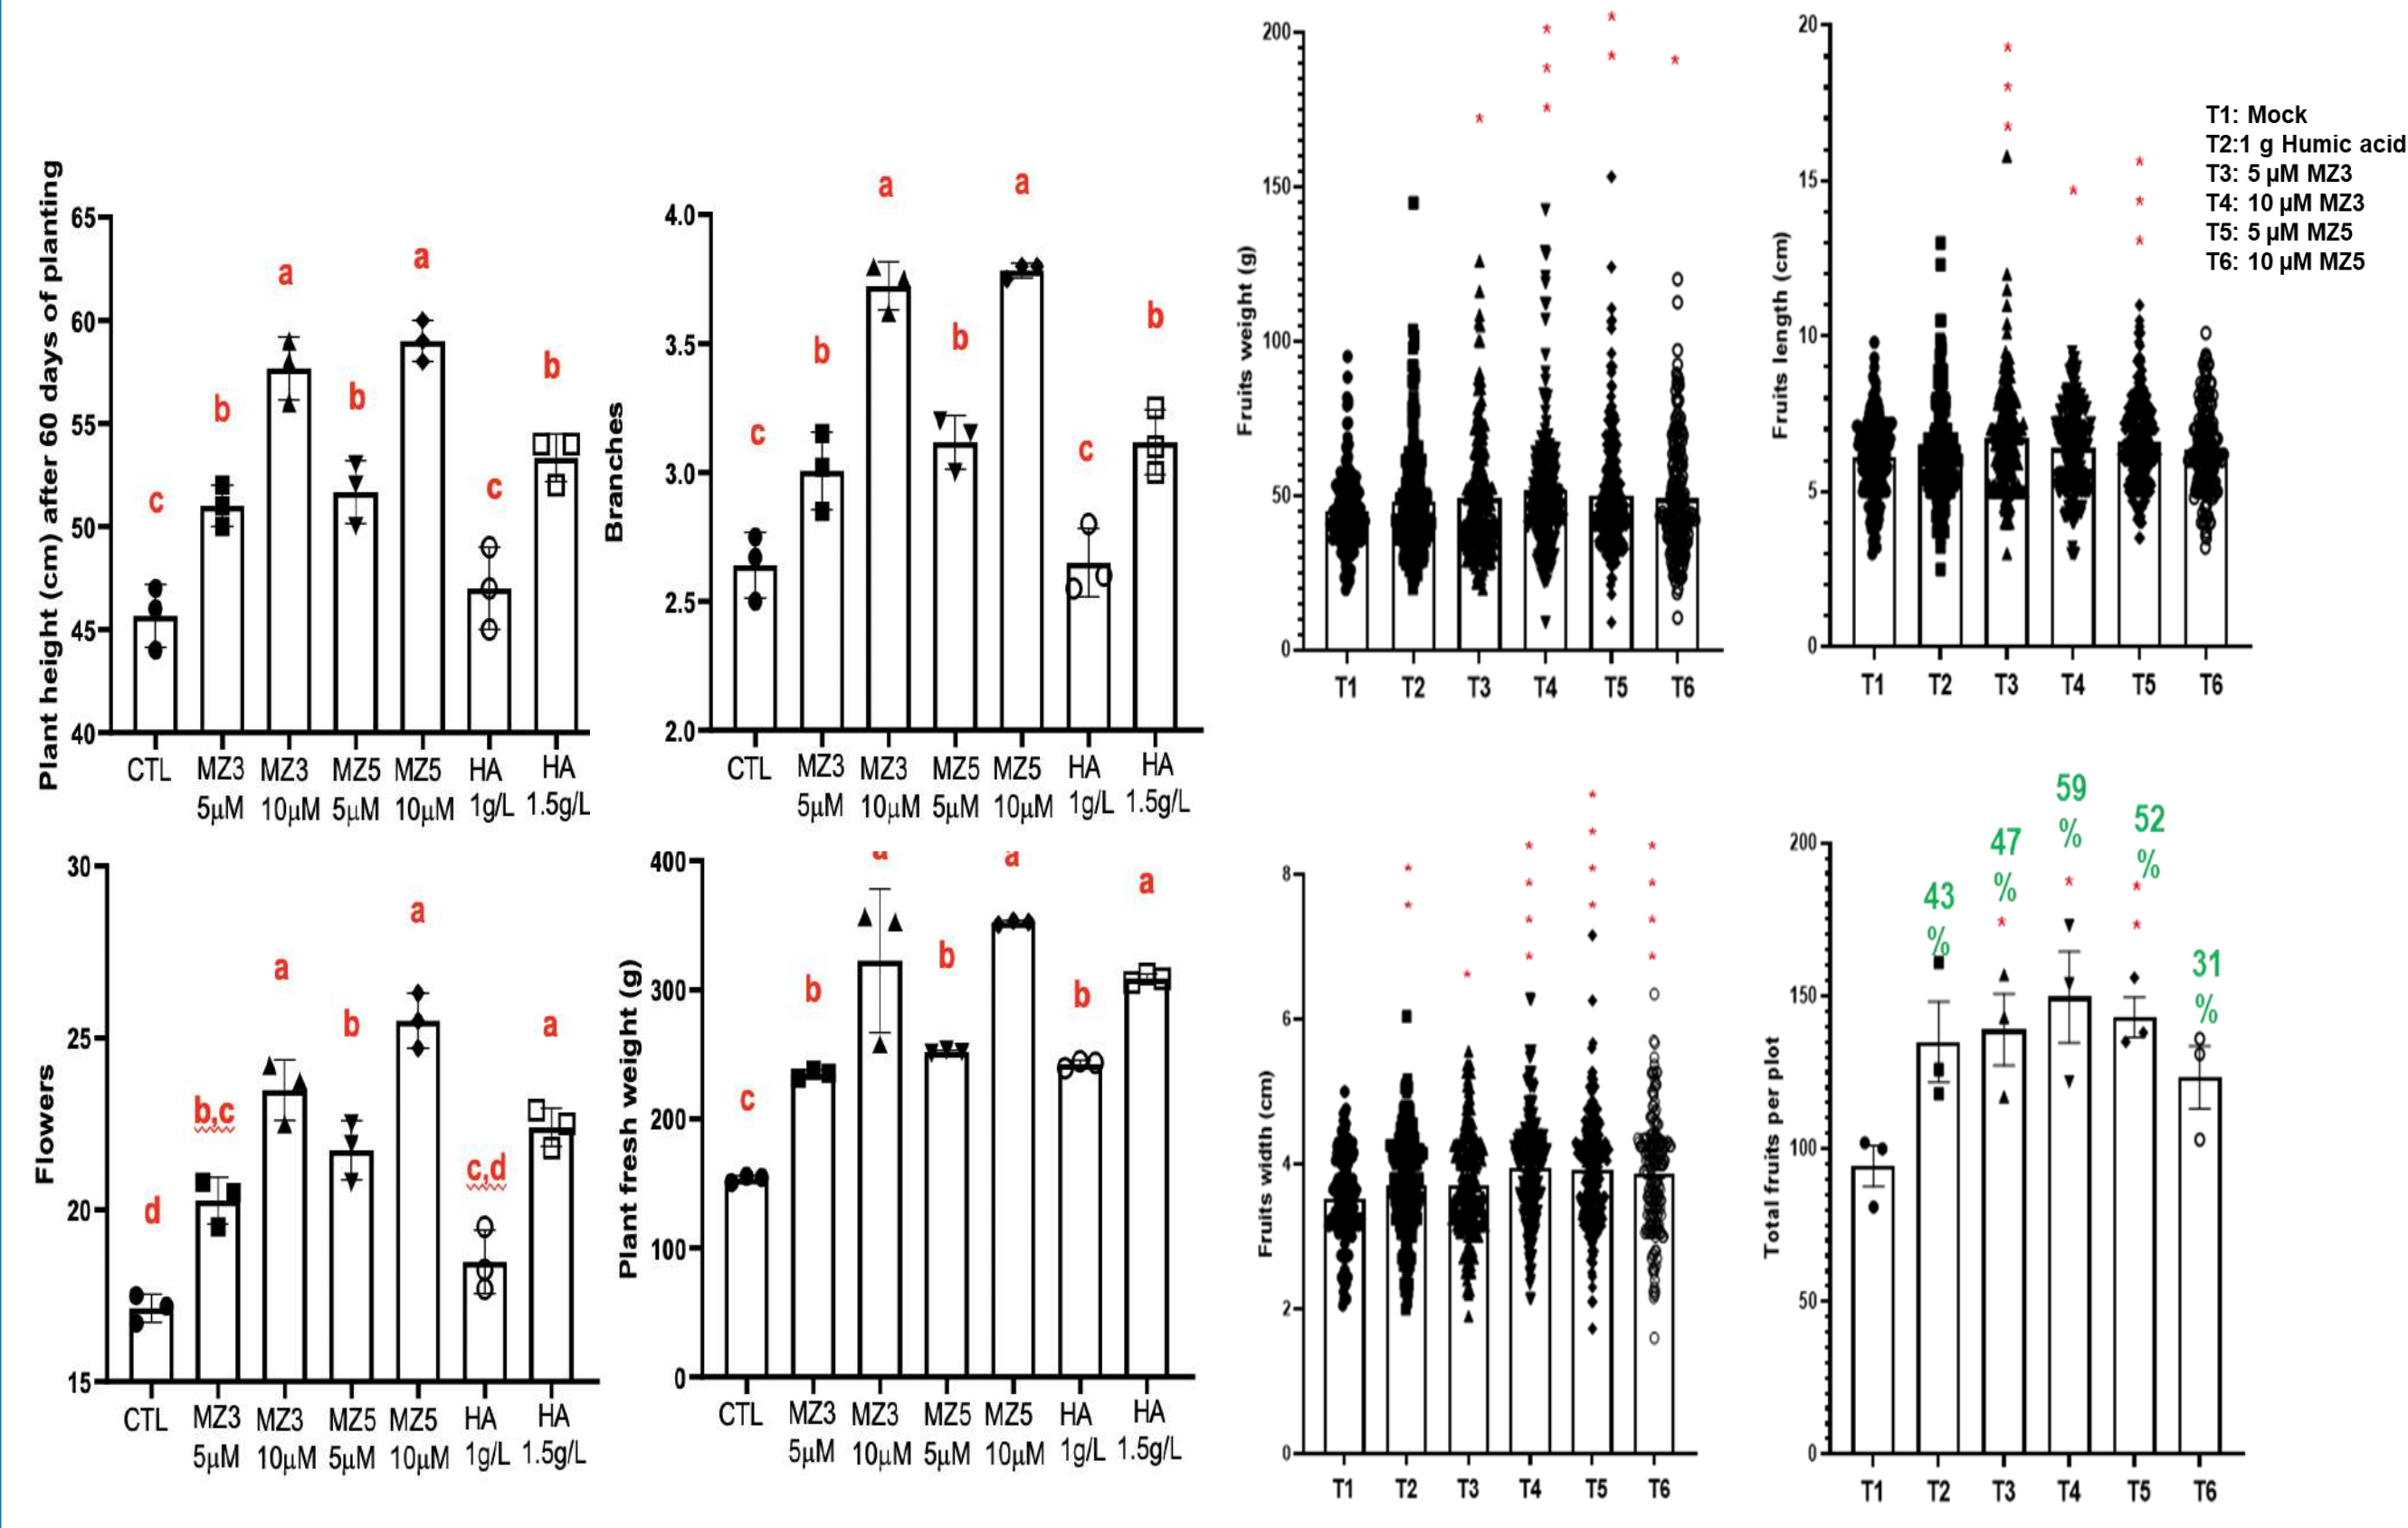 Plant height (cm) after 60 days of planting
65
60
55
50
45
40
c
b
a
b
a
c
b
CTL MZ3 MZ3 MZ5 MZ5 HA HA
5µM 10µM 5µM 10µM 1g/L 1.5g/L
Branches
4.0
3.5
3.0
2.5
2.0
c
b
a
b
a
c
b
CTL MZ3 MZ3 MZ5 MZ5 HA HA
5µM 10µM 5µM 10µM 1g/L 1.5g/L
Fruits weight (g)
200
150
100
50
0
*
* * *
* *
*
T1 T2 T3 T4 T5 T6
Fruits length (cm)
20
15
10
5
0
* * *
*
* * *
T1 T2 T3 T4 T5 T6
T1: Mock
T2:1 g Humic acid
T3: 5 µM MZ3
T4: 10 µM MZ3
T5: 5 µM MZ5
T6: 10 µM MZ5
Flowers
30
25
20
15
d
b,c
a
b
a
c,d
a
CTL MZ3 MZ3 MZ5 MZ5 HA HA
5µM 10µM 5µM 10µM 1g/L 1.5g/L
Plant fresh weight (g)
400
300
200
100
0
c
b
a
b
a
b
a
CTL MZ3 MZ3 MZ5 MZ5 HA HA
5µM 10µM 5µM 10µM 1g/L 1.5g/L
Fruits width (cm)
8
6
4
2
0
* *
*
* * * *
* * * *
* * * *
T1 T2 T3 T4 T5 T6
Total fruits per plot
200
150
100
50
0
43
%
47
%
*
59
%
*
52
%
* *
31
%
T1 T2 T3 T4 T5 T6